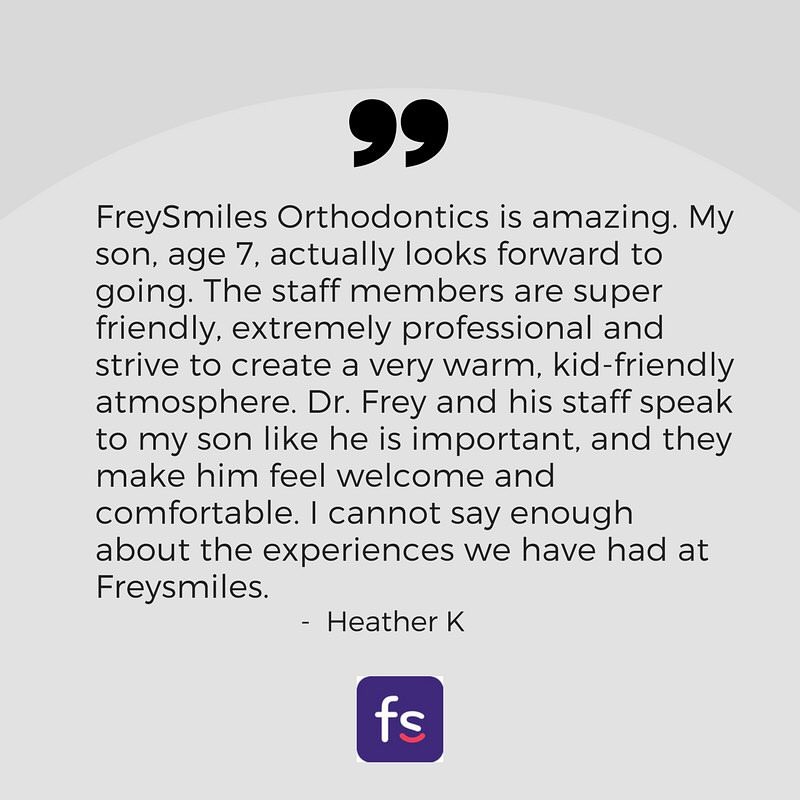 ”
FreySmiles Orthodontics is amazing. My
son, age 7, actually looks forward to
going. The staff members are super
friendly, extremely professional and
strive to create a very warm, kid-friendly
atmosphere. Dr. Frey and his staff speak
to my son like he is important, and they
make him feel welcome and
comfortable. I cannot say enough
about the experiences we have had at
Freysmiles.
- Heather K
fs